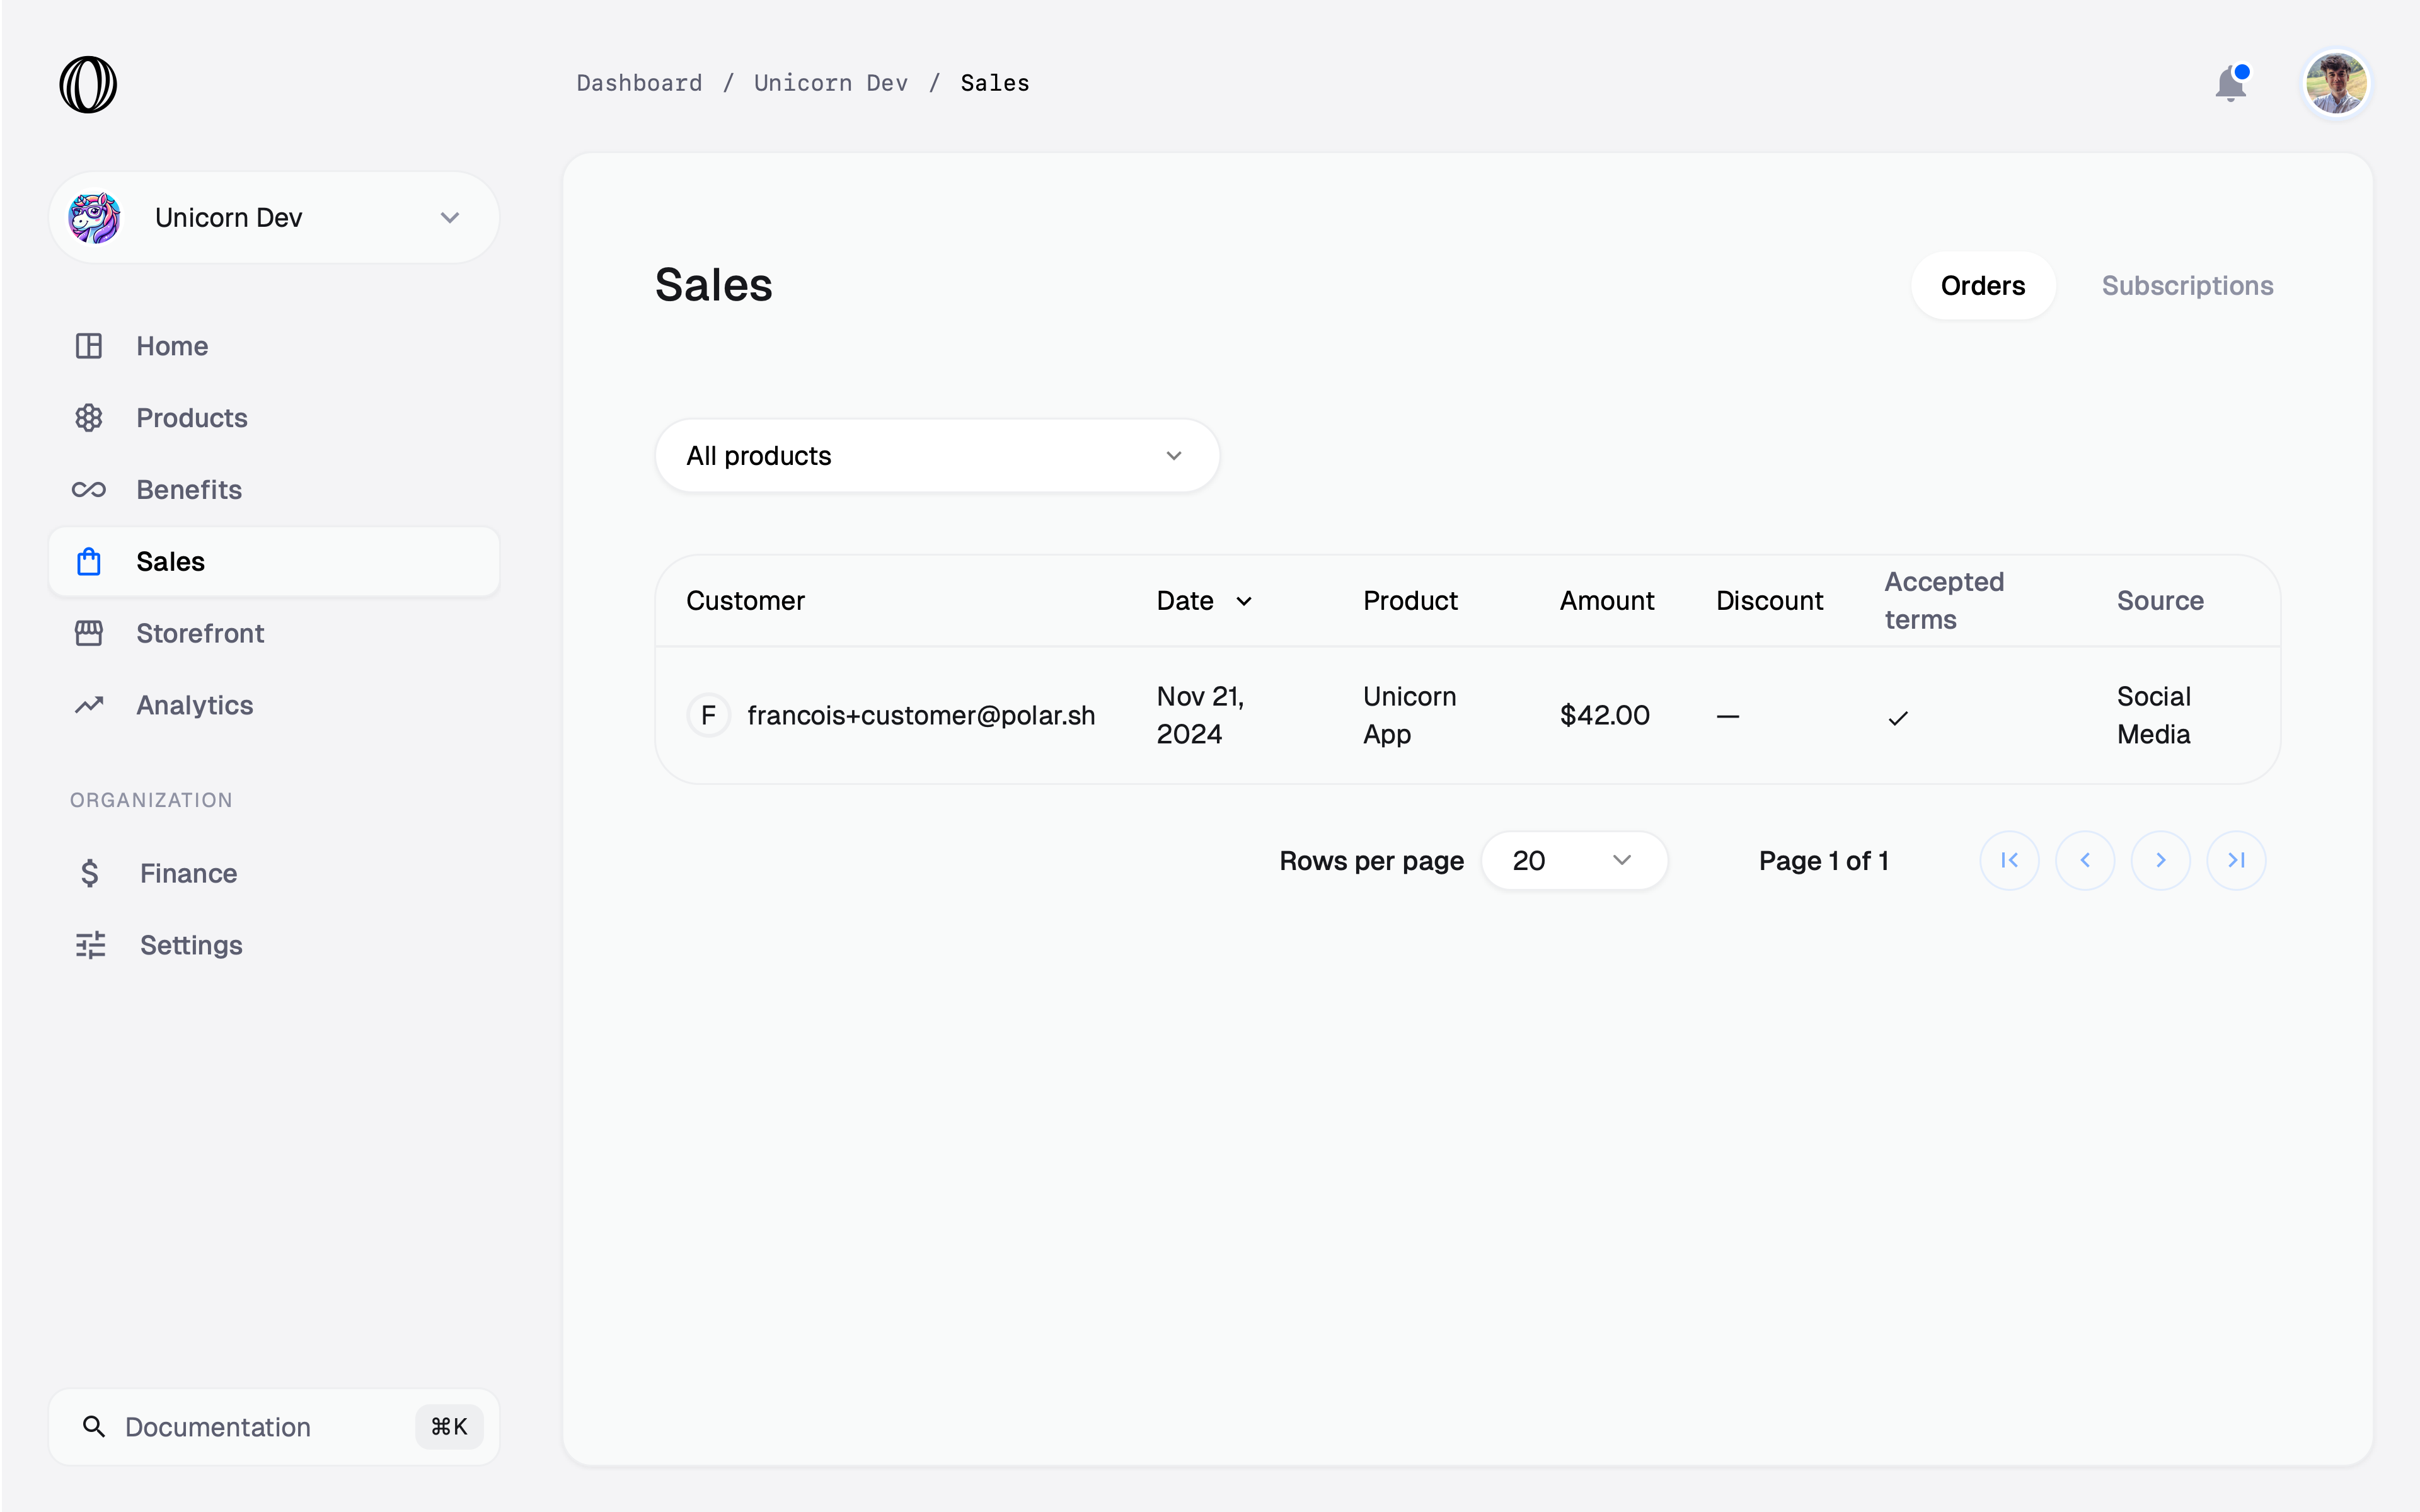 Dashboard / Unicorn Dev / Sales
Unicorn Dev
Home
Products
Benefits
Sales
Storefront
Analytics
ORGANIZATION
Finance
Settings
Documentation ⌘K
Sales
Orders Subscriptions
All products
Customer Date Product Amount Discount Accepted terms Source
F francois+customer@polar.sh Nov 21, 2024 Unicorn App $42.00 — Social Media
Rows per page 20 Page 1 of 1